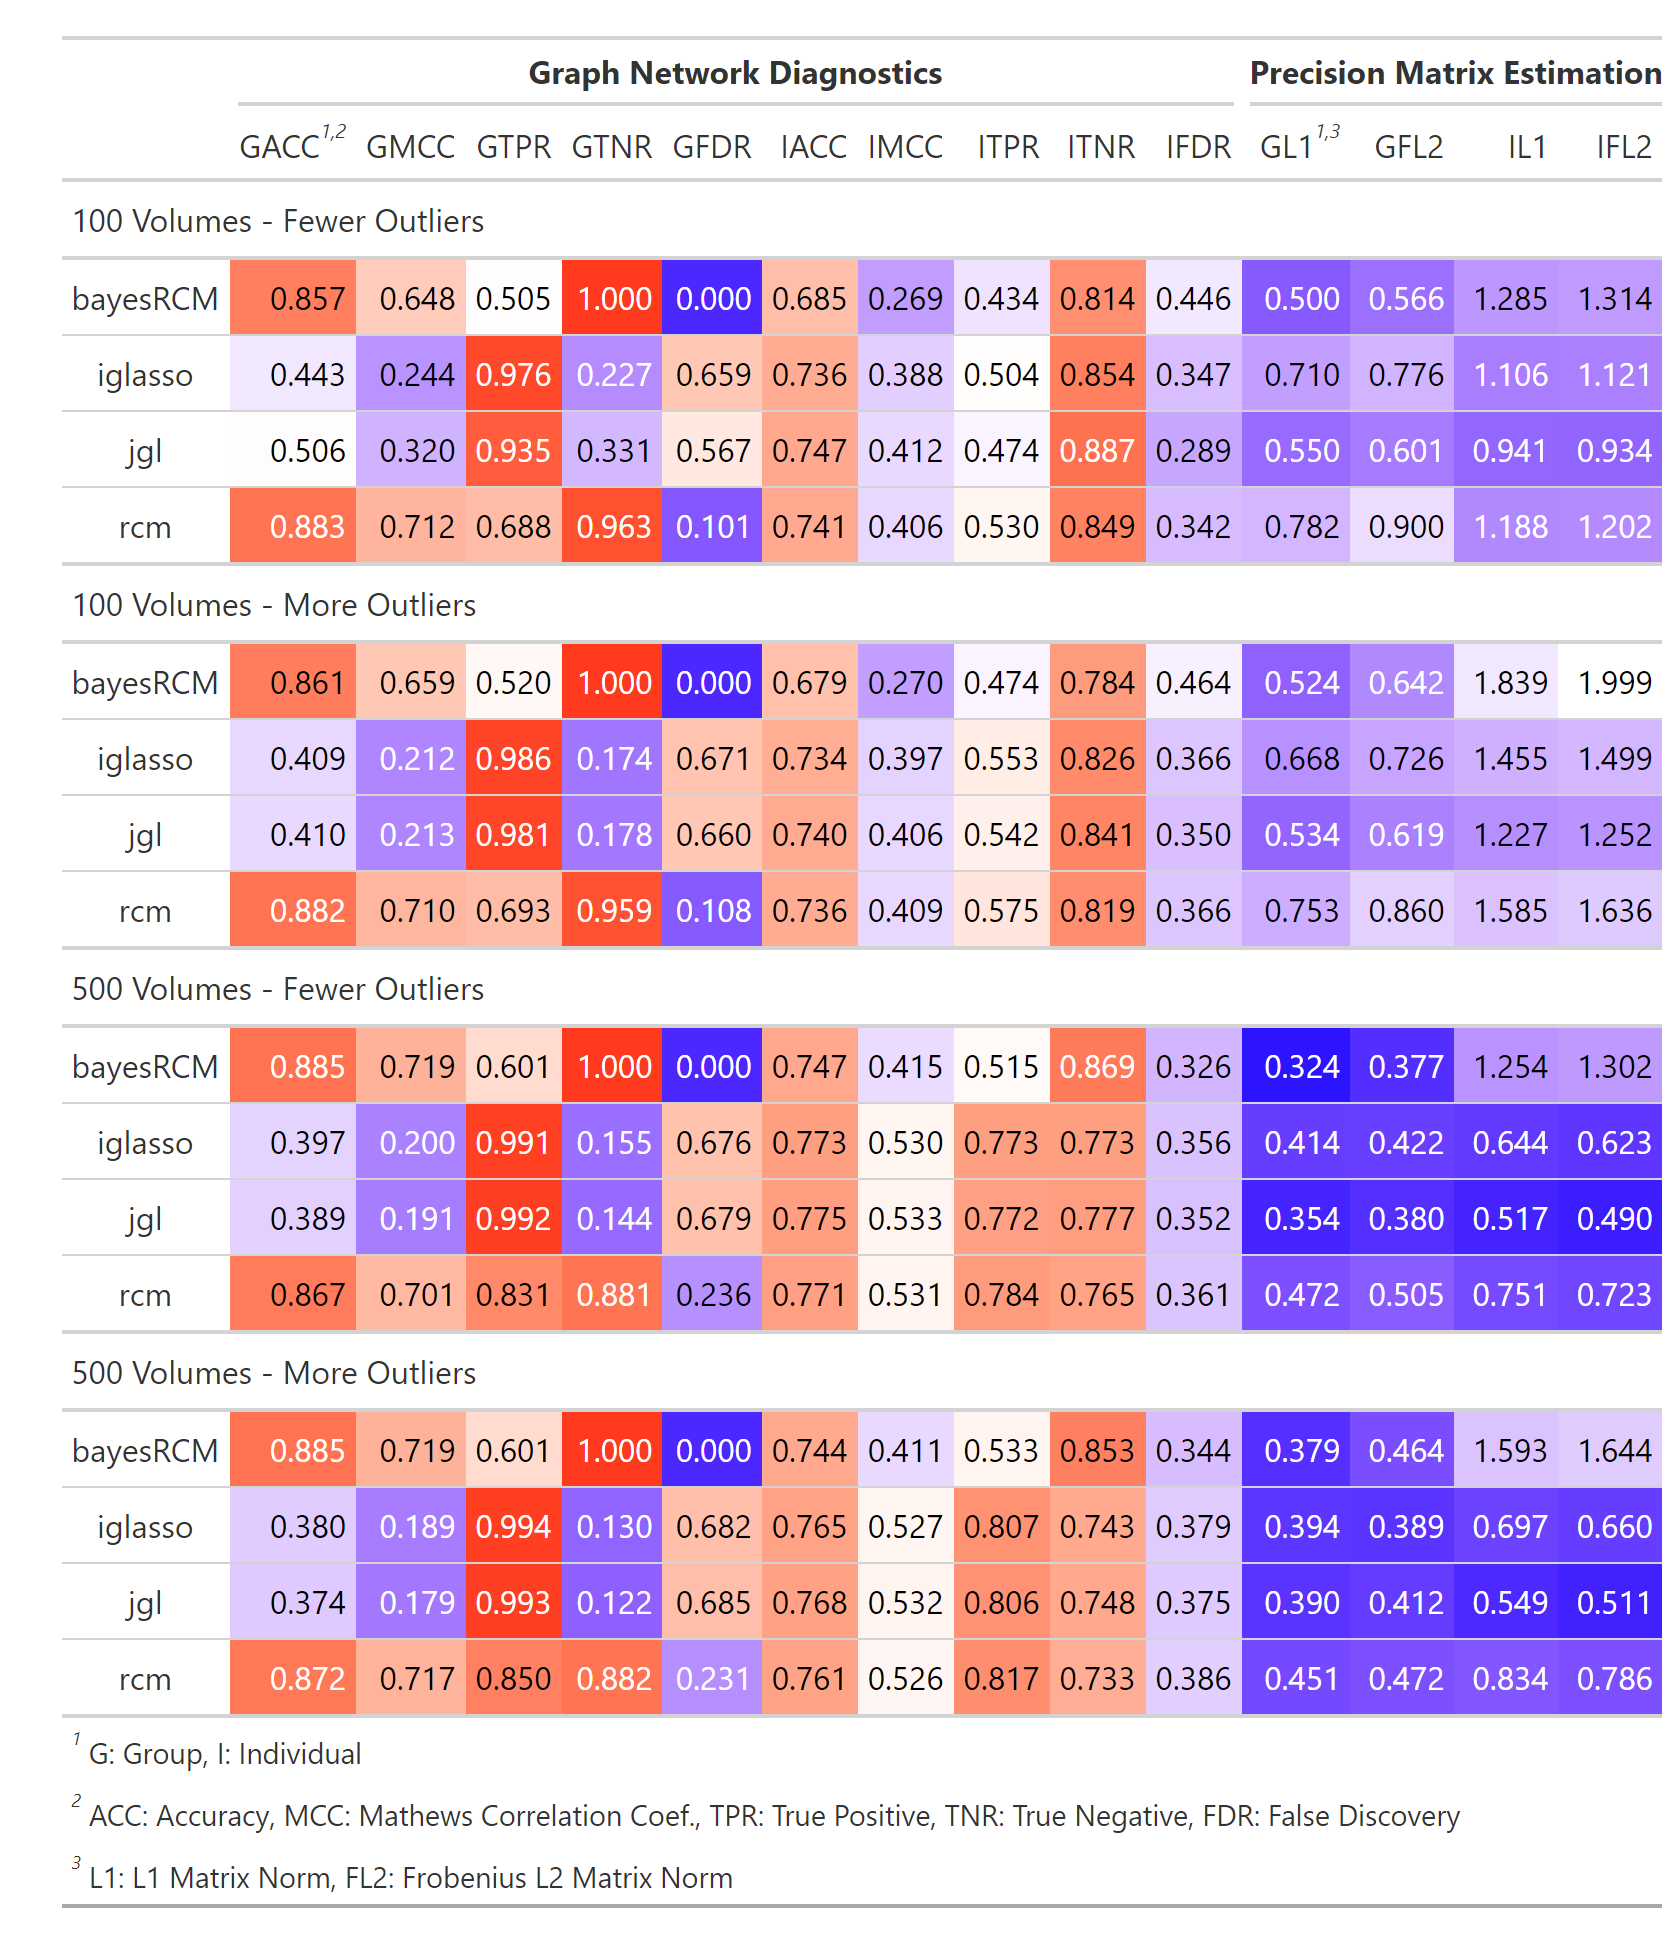 Graph Network Diagnostics Precision Matrix Estimation
GACC1,2 GMCC GTPR GTNR GFDR IACC IMCC ITPR ITNR IFDR GL11,3 GFL2 IL1 IFL2
100 Volumes - Fewer Outliers
bayesRCM 0.857 0.648 0.505 1.000 0.000 0.685 0.269 0.434 0.814 0.446 0.500 0.566 1.285 1.314
iglasso 0.443 0.244 0.976 0.227 0.659 0.736 0.388 0.504 0.854 0.347 0.710 0.776 1.106 1.121
jgl 0.506 0.320 0.935 0.331 0.567 0.747 0.412 0.474 0.887 0.289 0.550 0.601 0.941 0.934
rcm 0.883 0.712 0.688 0.963 0.101 0.741 0.406 0.530 0.849 0.342 0.782 0.900 1.188 1.202
100 Volumes - More Outliers
bayesRCM 0.861 0.659 0.520 1.000 0.000 0.679 0.270 0.474 0.784 0.464 0.524 0.642 1.839 1.999
iglasso 0.409 0.212 0.986 0.174 0.671 0.734 0.397 0.553 0.826 0.366 0.668 0.726 1.455 1.499
jgl 0.410 0.213 0.981 0.178 0.660 0.740 0.406 0.542 0.841 0.350 0.534 0.619 1.227 1.252
rcm 0.882 0.710 0.693 0.959 0.108 0.736 0.409 0.575 0.819 0.366 0.753 0.860 1.585 1.636
500 Volumes - Fewer Outliers
bayesRCM 0.885 0.719 0.601 1.000 0.000 0.747 0.415 0.515 0.869 0.326 0.324 0.377 1.254 1.302
iglasso 0.397 0.200 0.991 0.155 0.676 0.773 0.530 0.773 0.773 0.356 0.414 0.422 0.644 0.623
jgl 0.389 0.191 0.992 0.144 0.679 0.775 0.533 0.772 0.777 0.352 0.354 0.380 0.517 0.490
rcm 0.867 0.701 0.831 0.881 0.236 0.771 0.531 0.784 0.765 0.361 0.472 0.505 0.751 0.723
500 Volumes - More Outliers
bayesRCM 0.885 0.719 0.601 1.000 0.000 0.744 0.411 0.533 0.853 0.344 0.379 0.464 1.593 1.644
iglasso 0.380 0.189 0.994 0.130 0.682 0.765 0.527 0.807 0.743 0.379 0.394 0.389 0.697 0.660
jgl 0.374 0.179 0.993 0.122 0.685 0.768 0.532 0.806 0.748 0.375 0.390 0.412 0.549 0.511
rcm 0.872 0.717 0.850 0.882 0.231 0.761 0.526 0.817 0.733 0.386 0.451 0.472 0.834 0.786
1 G: Group, I: Individual
2 ACC: Accuracy, MCC: Mathews Correlation Coef., TPR: True Positive, TNR: True Negative, FDR: False Discovery
3 L1: L1 Matrix Norm, FL2: Frobenius L2 Matrix Norm